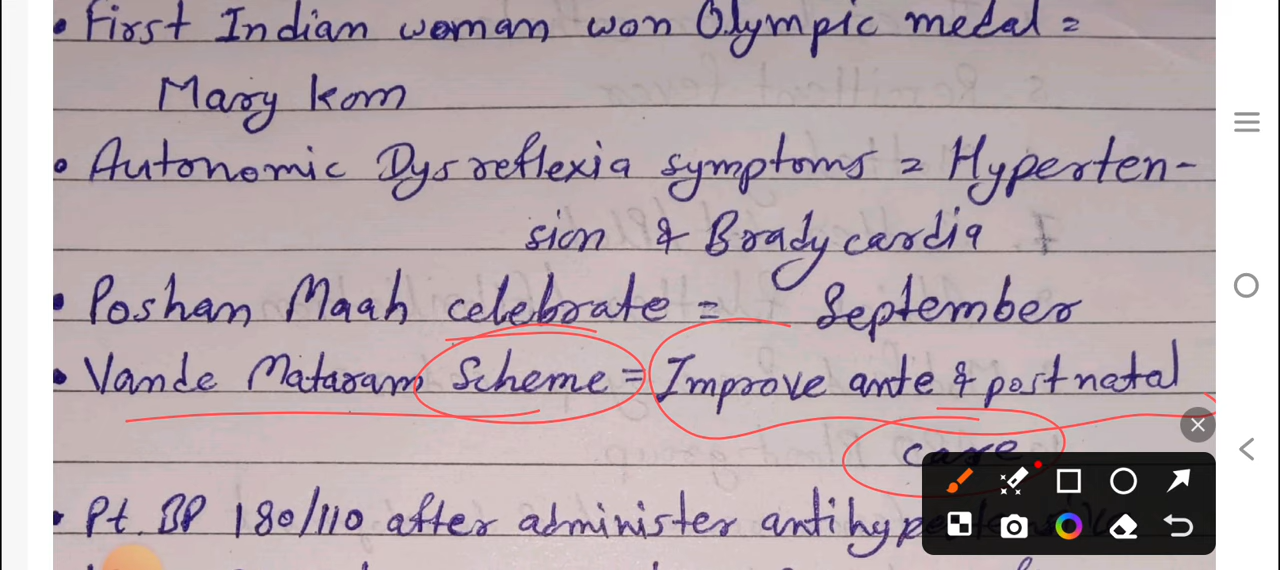 • First Indian woman won Olympic medal =
Mary kom
• Autonomic Dysreflexia symptoms = Hyperten-
sion & Bradycardia
• Poshan Maah celebrate = September
• Vande Mataram Scheme = Improve ante & postnatal
care
• Pt. BP 180/110 after administer